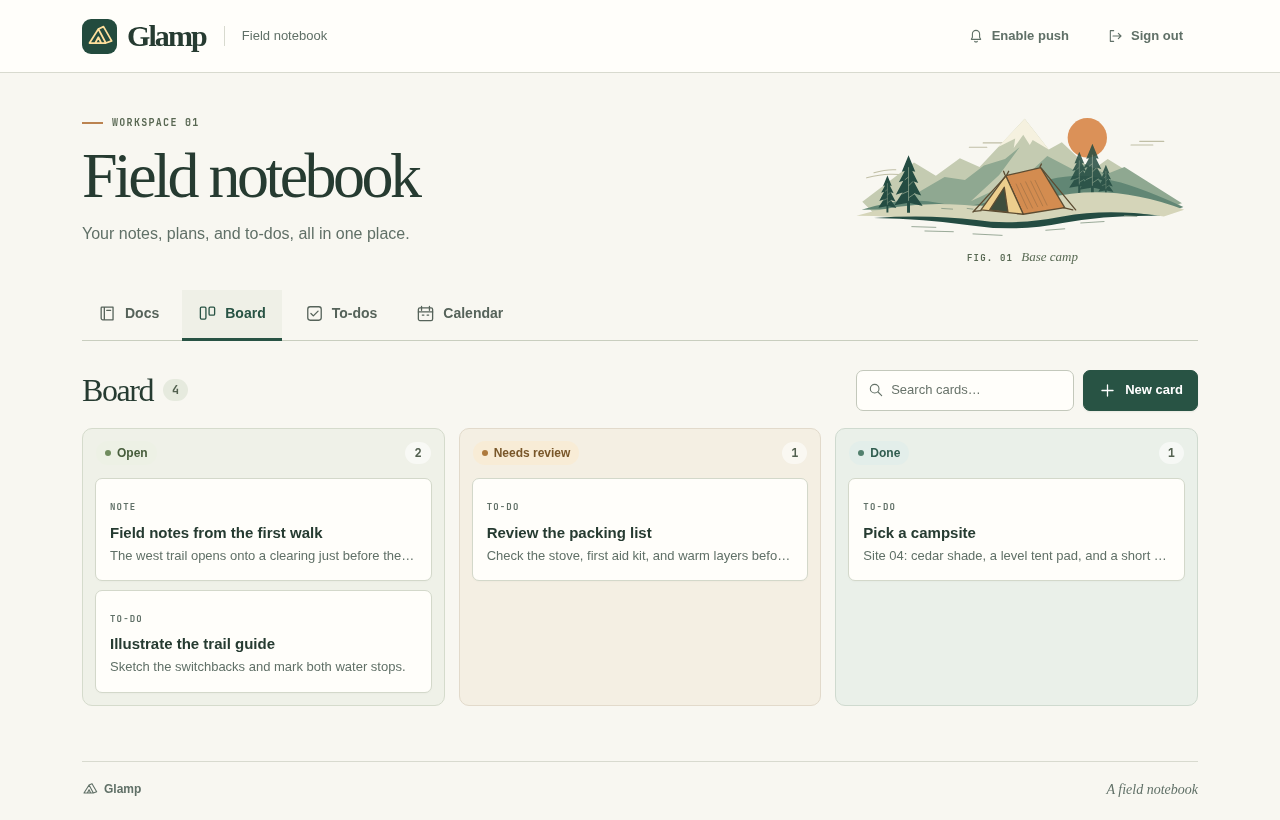 Glamp
Field notebook
Enable push
Sign out
WORKSPACE 01
Field notebook
Your notes, plans, and to-dos, all in one place.
FIG. 01 Base camp
Docs
Board
To-dos
Calendar
Board 4
Search cards…
New card
Open 2
NOTE
Field notes from the first walk
The west trail opens onto a clearing just before the…
TO-DO
Illustrate the trail guide
Sketch the switchbacks and mark both water stops.
Needs review 1
TO-DO
Review the packing list
Check the stove, first aid kit, and warm layers befo…
Done 1
TO-DO
Pick a campsite
Site 04: cedar shade, a level tent pad, and a short …
Glamp
A field notebook